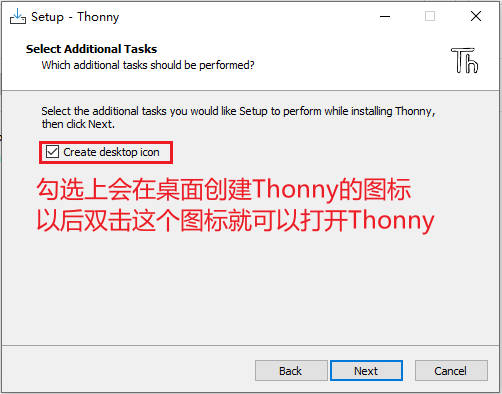 Setup - Thonny
Select Additional Tasks
Which additional tasks should be performed?
Th
Select the additional tasks you would like Setup to perform while installing Thonny,
then click Next.
Create desktop icon
勾选上会在桌面创建Thonny的图标
以后双击这个图标就可以打开Thonny
Back
Next
Cancel